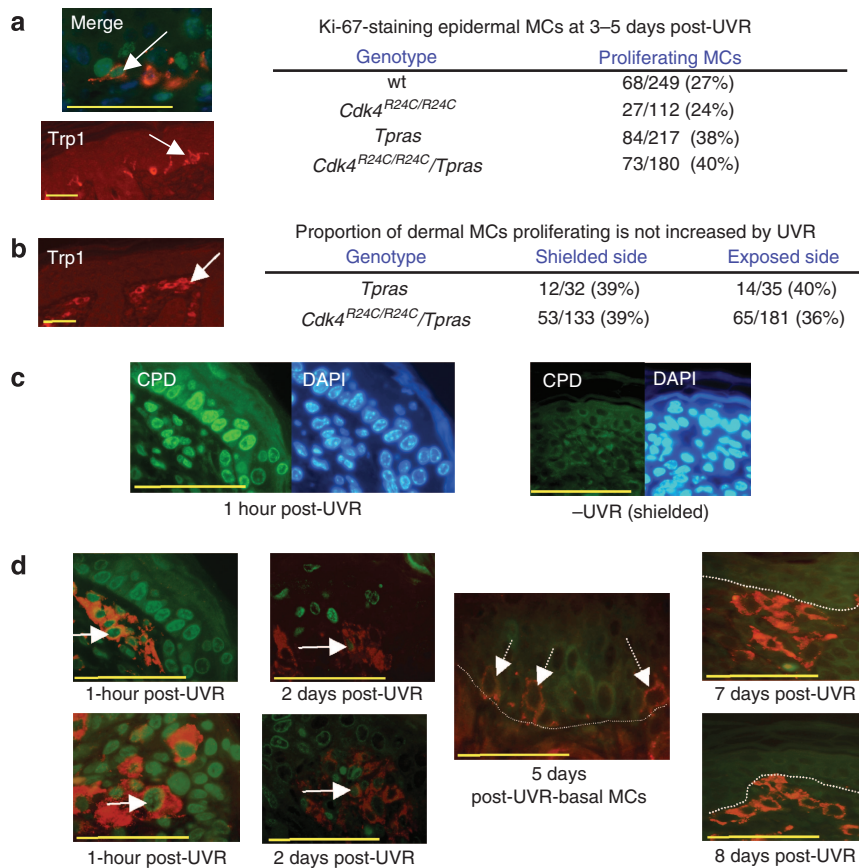 a
Merge
Trp1
Ki-67-staining epidermal MCs at 3–5 days post-UVR
Genotype Proliferating MCs
wt 68/249 (27%)
Cdk4R24C/R24C 27/112 (24%)
Tpras 84/217 (38%)
Cdk4R24C/R24C/Tpras 73/180 (40%)
b
Trp1
Proportion of dermal MCs proliferating is not increased by UVR
Genotype Shielded side Exposed side
Tpras 12/32 (39%) 14/35 (40%)
Cdk4R24C/R24C/Tpras 53/133 (39%) 65/181 (36%)
c
CPD DAPI CPD DAPI
1 hour post-UVR –UVR (shielded)
d
1-hour post-UVR 2 days post-UVR 7 days post-UVR
5 days
post-UVR-basal MCs
1-hour post-UVR 2 days post-UVR 8 days post-UVR